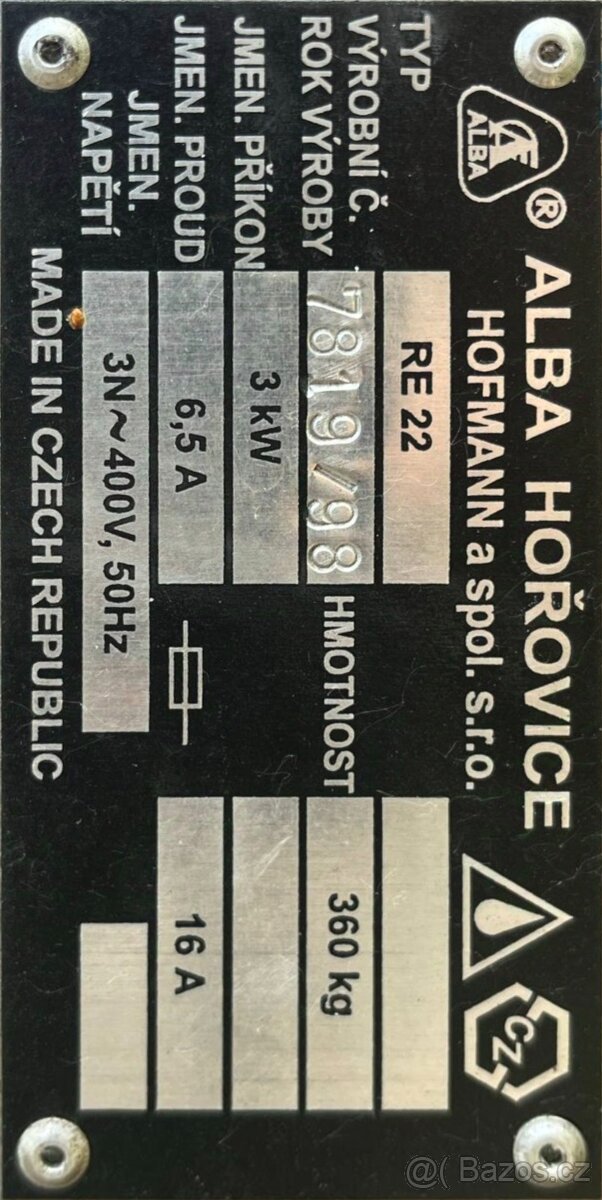 ALBA
® ALBA HOŘOVICE
HOFMANN a spol. s.r.o.
CZ
TYP RE 22
VÝROBNÍ Č.
ROK VÝROBY 7819/98 HMOTNOST 360 kg
JMEN. PŘÍKON 3 kW
JMEN. PROUD 6,5 A 16 A
JMEN.
NAPĚTÍ 3N~400V, 50Hz
MADE IN CZECH REPUBLIC
@( Bazos.cz